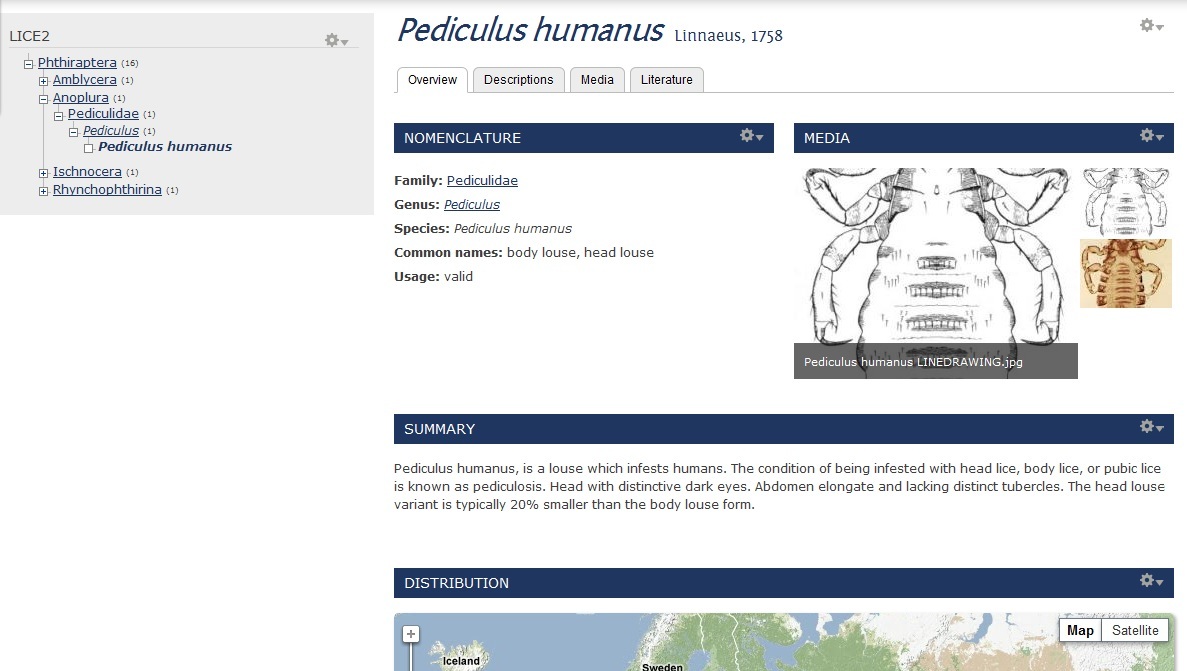 LICE2
Phthiraptera (16)
Amblycera (1)
Anoplura (1)
Pediculidae (1)
Pediculus (1)
Pediculus humanus
Ischnocera (1)
Rhynchophthirina (1)
Pediculus humanus Linnaeus, 1758
Overview Descriptions Media Literature
NOMENCLATURE
Family: Pediculidae
Genus: Pediculus
Species: Pediculus humanus
Common names: body louse, head louse
Usage: valid
MEDIA
Pediculus humanus LINEDRAWING.jpg
SUMMARY
Pediculus humanus, is a louse which infests humans. The condition of being infested with head lice, body lice, or pubic lice
is known as pediculosis. Head with distinctive dark eyes. Abdomen elongate and lacking distinct tubercles. The head louse
variant is typically 20% smaller than the body louse form.
DISTRIBUTION
Map Satellite
Iceland
Sweden